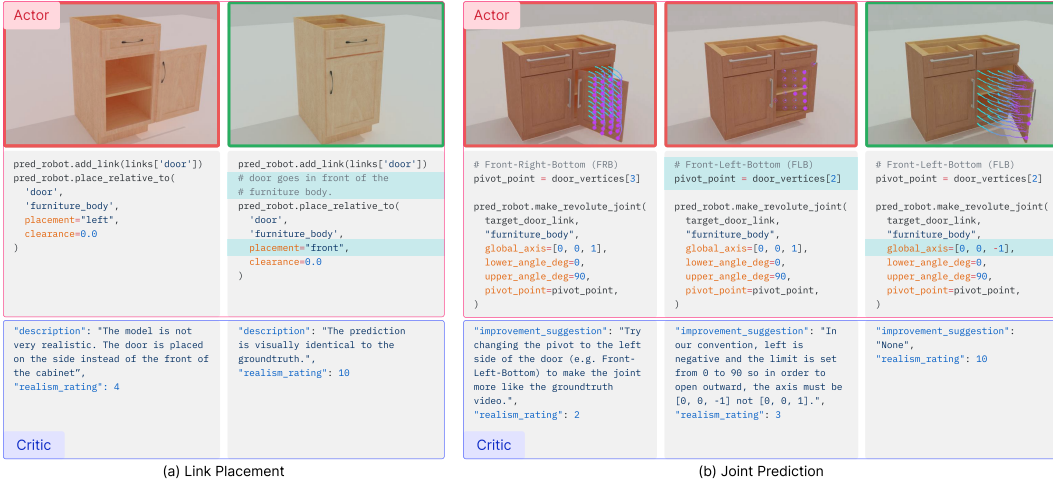 Actor
pred_robot.add_link(links['door'])
pred_robot.place_relative_to(
'door',
'furniture_body',
placement="left",
clearance=0.0
)
pred_robot.add_link(links['door'])
# door goes in front of the
# furniture body.
pred_robot.place_relative_to(
'door',
'furniture_body',
placement="front",
clearance=0.0
)
"description": "The model is not
very realistic. The door is placed
on the side instead of the front of
the cabinet",
"realism_rating": 4
"description": "The prediction
is visually identical to the
groundtruth.",
"realism_rating": 10
Critic
(a) Link Placement
Actor
# Front-Right-Bottom (FRB)
pivot_point = door_vertices[3]
pred_robot.make_revolute_joint(
target_door_link,
"furniture_body",
global_axis=[0, 0, 1],
lower_angle_deg=0,
upper_angle_deg=90,
pivot_point=pivot_point,
)
# Front-Left-Bottom (FLB)
pivot_point = door_vertices[2]
pred_robot.make_revolute_joint(
target_door_link,
"furniture_body",
global_axis=[0, 0, 1],
lower_angle_deg=0,
upper_angle_deg=90,
pivot_point=pivot_point,
)
# Front-Left-Bottom (FLB)
pivot_point = door_vertices[2]
pred_robot.make_revolute_joint(
target_door_link,
"furniture_body",
global_axis=[0, 0, -1],
lower_angle_deg=0,
upper_angle_deg=90,
pivot_point=pivot_point,
)
"improvement_suggestion": "Try
changing the pivot to the left
side of the door (e.g. Front-
Left-Bottom) to make the joint
more like the groundtruth
video.",
"realism_rating": 2
"improvement_suggestion": "In
our convention, left is
negative and the limit is set
from 0 to 90 so in order to
open outward, the axis must be
[0, 0, -1] not [0, 0, 1].",
"realism_rating": 3
"improvement_suggestion":
"None",
"realism_rating": 10
Critic
(b) Joint Prediction